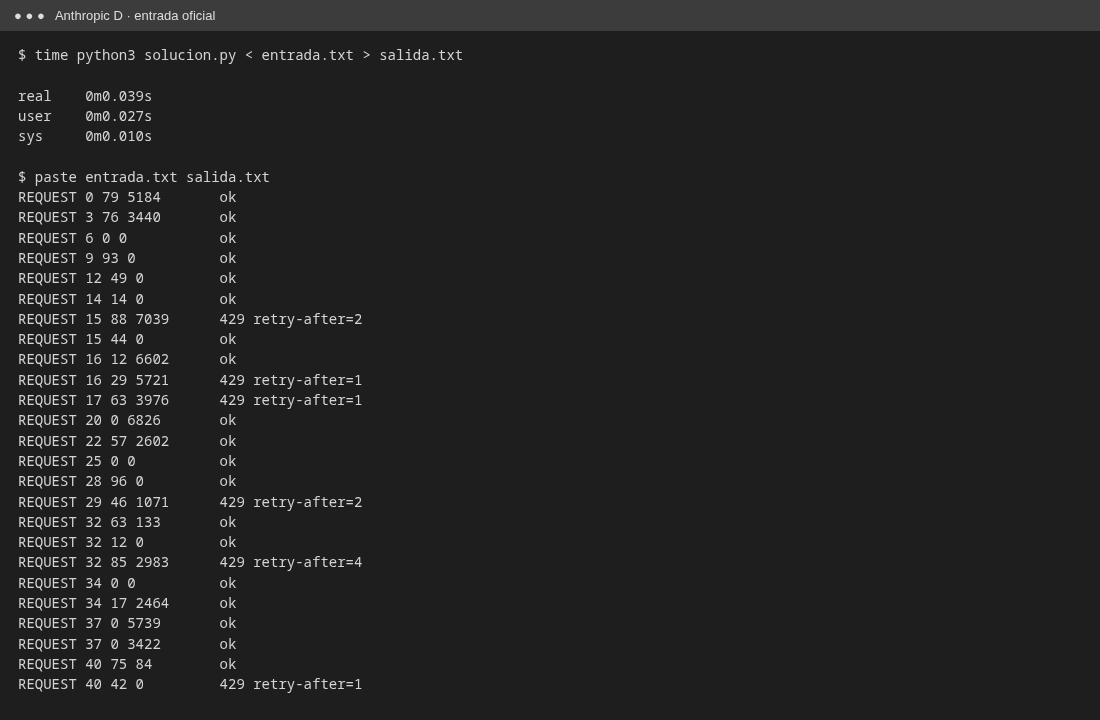 Anthropic D · entrada oficial
$ time python3 solucion.py < entrada.txt > salida.txt
real 0m0.039s
user 0m0.027s
sys 0m0.010s
$ paste entrada.txt salida.txt
REQUEST 0 79 5184 ok
REQUEST 3 76 3440 ok
REQUEST 6 0 0 ok
REQUEST 9 93 0 ok
REQUEST 12 49 0 ok
REQUEST 14 14 0 ok
REQUEST 15 88 7039 429 retry-after=2
REQUEST 15 44 0 ok
REQUEST 16 12 6602 ok
REQUEST 16 29 5721 429 retry-after=1
REQUEST 17 63 3976 429 retry-after=1
REQUEST 20 0 6826 ok
REQUEST 22 57 2602 ok
REQUEST 25 0 0 ok
REQUEST 28 96 0 ok
REQUEST 29 46 1071 429 retry-after=2
REQUEST 32 63 133 ok
REQUEST 32 12 0 ok
REQUEST 32 85 2983 429 retry-after=4
REQUEST 34 0 0 ok
REQUEST 34 17 2464 ok
REQUEST 37 0 5739 ok
REQUEST 37 0 3422 ok
REQUEST 40 75 84 ok
REQUEST 40 42 0 429 retry-after=1